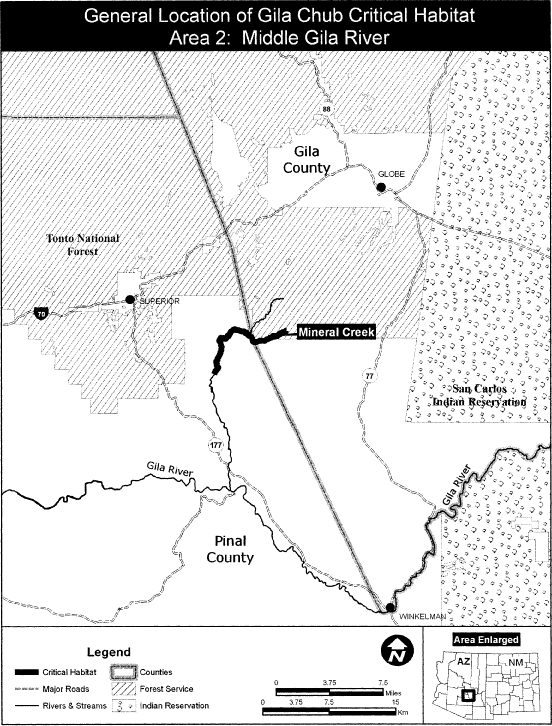 General Location of Gila Chub Critical Habitat
Area 2: Middle Gila River
88
Gila
County
GLOBE
Tonto National
Forest
SUPERIOR
70
Mineral Creek
77
San Carlos
Indian Reservation
177
Gila River
Gila River
Pinal
County
WINKELMAN
Legend
Critical Habitat
Counties
Major Roads
Forest Service
Rivers & Streams
Indian Reservation
N
0 3.75 7.5
Miles
0 3.75 7.5 15
Km
Area Enlarged
AZ
NM